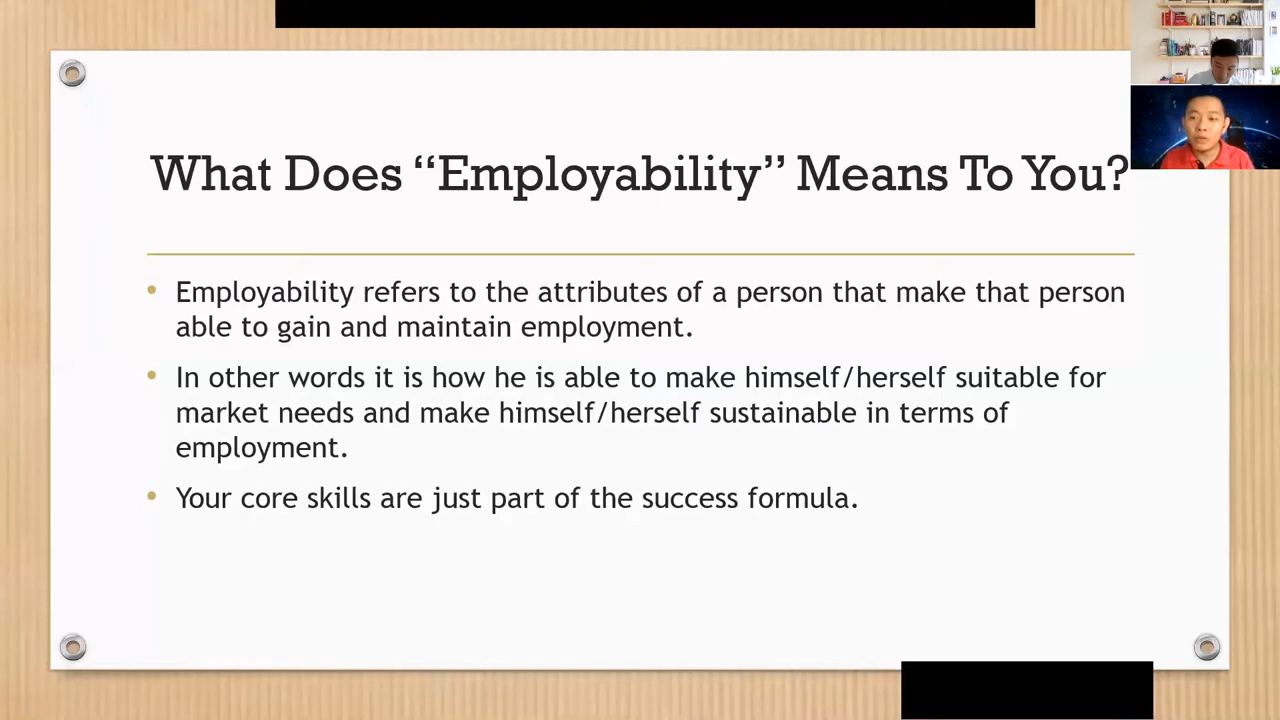 What Does “Employability” Means To You?
Employability refers to the attributes of a person that make that person
able to gain and maintain employment.
In other words it is how he is able to make himself/herself suitable for
market needs and make himself/herself sustainable in terms of
employment.
Your core skills are just part of the success formula.